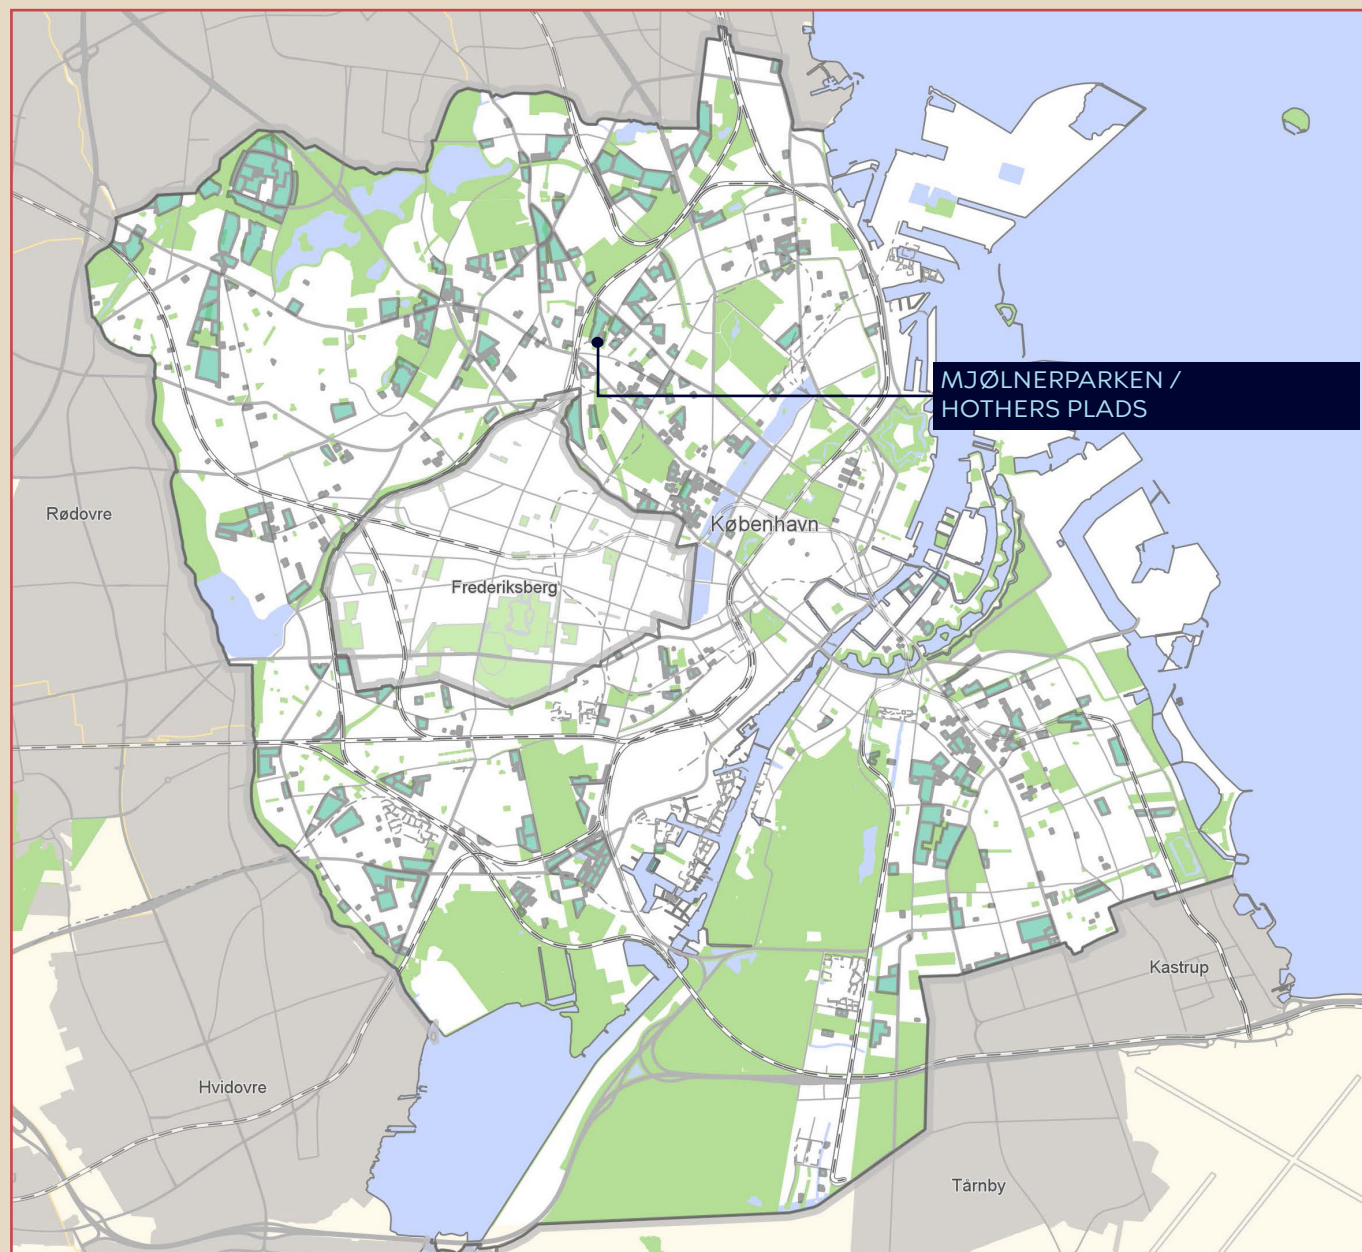 MJØLNERPARKEN /
HOTHERS PLADS
Rødovre
København
Frederiksberg
Kastrup
Hvidovre
Tårnby